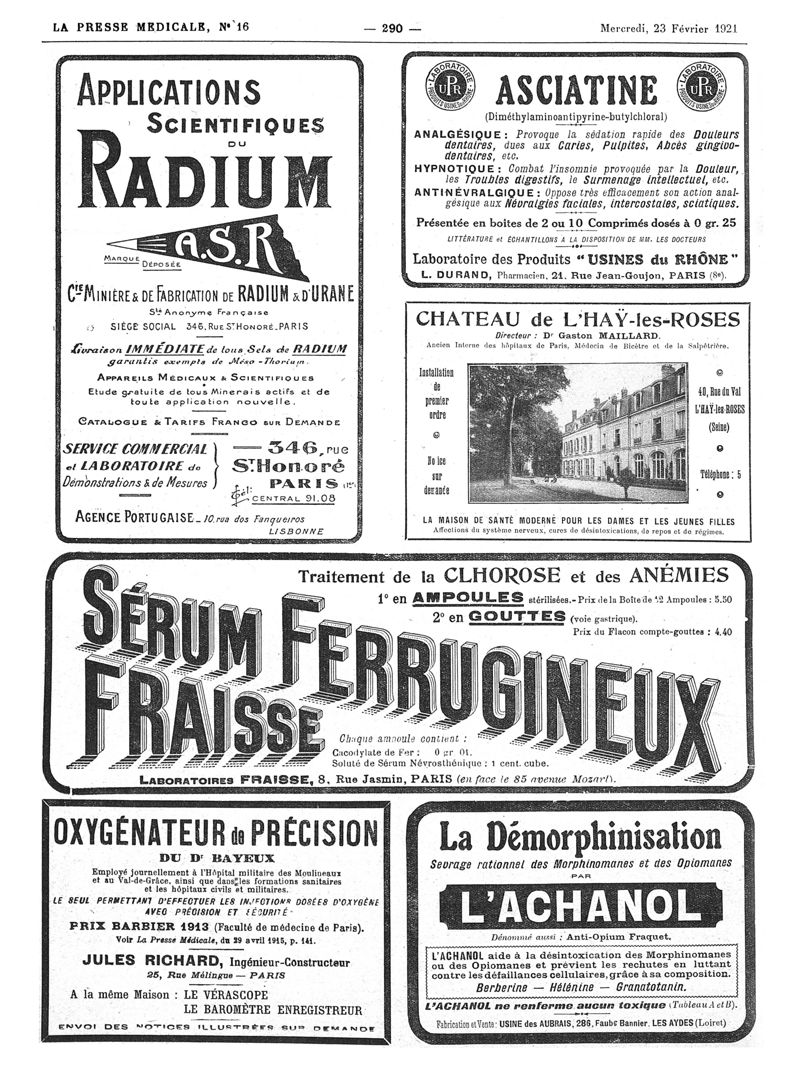 LA PRESSE MEDICALE, N° 16
— 290 —
Mercredi, 23 Février 1921
APPLICATIONS
SCIENTIFIQUES
DU
RADIUM
A.S.R
MARQUE
DÉPOSÉE
Cie MINIÈRE & DE FABRICATION DE RADIUM & D'URANE
Sté Anonyme Française
SIÈGE SOCIAL 346, RUE St HONORÉ, PARIS
Livraison IMMÉDIATE de tous Sels de RADIUM
garantis exempts de Méso-Thorium.
APPAREILS MÉDICAUX & SCIENTIFIQUES
Etude gratuite de tous Minerais actifs et de
toute application nouvelle.
CATALOGUE & TARIFS FRANCO SUR DEMANDE
SERVICE COMMERCIAL
et LABORATOIRE de
Démonstrations & de Mesures
— 346, rue
St Honoré
PARIS
Tél:
CENTRAL 91.08
AGENCE PORTUGAISE _ 10, rua dos Fanqueiros
LISBONNE
LABORATOIRE
UPR
PRODUITS USINES du RHÔNE
ASCIATINE
LABORATOIRE
UPR
PRODUITS USINES du RHÔNE
(Diméthylaminoantipyrine-butylchloral)
ANALGÉSIQUE : Provoque la sédation rapide des Douleurs
dentaires, dues aux Caries, Pulpites, Abcès gingivo-
dentaires, etc.
HYPNOTIQUE : Combat l'insomnie provoquée par la Douleur,
les Troubles digestifs, le Surmenage intellectuel, etc.
ANTINÉVRALGIQUE : Oppose très efficacement son action anal-
gésique aux Névralgies faciales, intercostales, sciatiques.
Présentée en boites de 2 ou 10 Comprimés dosés à 0 gr. 25
LITTÉRATURE et ÉCHANTILLONS A LA DISPOSITION DE MM. LES DOCTEURS
Laboratoire des Produits "USINES du RHÔNE"
L. DURAND, Pharmacien, 21, Rue Jean-Goujon, PARIS (8e)
CHATEAU de L'HAŸ-les-ROSES
Directeur : Dr Gaston MAILLARD.
Ancien Interne des hôpitaux de Paris, Médecin de Bicêtre et de la Salpêtrière.
Installation
de
premier
ordre
Notice
sur
demande
40, Rue du Val
L'HAŸ-les-ROSES
(Seine)
Téléphone : 5
LA MAISON DE SANTÉ MODERNE POUR LES DAMES ET LES JEUNES FILLES
Affections du système nerveux, cures de désintoxications, de repos et de régimes.
Traitement de la CLHOROSE et des ANÉMIES
1° en AMPOULES stérilisées.- Prix de la Boîte de 12 Ampoules : 5.50
2° en GOUTTES (voie gastrique).
Prix du Flacon compte-gouttes : 4.40
SÉRUM FERRUGINEUX
FRAISSE
Chaque ampoule contient :
Cacodylate de Fer : 0 gr 01.
Soluté de Sérum Névrosthénique : 1 cent. cube.
LABORATOIRES FRAISSE, 8, Rue Jasmin, PARIS (en face le 85 avenue Mozart).
OXYGÉNATEUR de PRÉCISION
DU Dr BAYEUX
Employé journellement à l'Hôpital militaire des Moulineaux
et au Val-de-Grâce, ainsi que dans les formations sanitaires
et les hôpitaux civils et militaires.
LE SEUL PERMETTANT D'EFFECTUER LES INJECTIONS DOSÉES D'OXYGÈNE
AVEC PRÉCISION ET SÉCURITÉ
PRIX BARBIER 1913 (Faculté de médecine de Paris).
Voir La Presse Médicale, du 29 avril 1915, p. 141.
JULES RICHARD, Ingénieur-Constructeur
25, Rue Mélingue — PARIS
A la même Maison : LE VÉRASCOPE
LE BAROMÈTRE ENREGISTREUR
ENVOI DES NOTICES ILLUSTRÉES SUR DEMANDE
La Démorphinisation
Sevrage rationnel des Morphinomanes et des Opiomanes
PAR
L'ACHANOL
Dénommé aussi : Anti-Opium Fraquet.
L'ACHANOL aide à la désintoxication des Morphinomanes
ou des Opiomanes et prévient les rechutes en luttant
contre les défaillances cellulaires, grâce à sa composition.
Berberine — Hélénine — Granatotanin.
L'ACHANOL ne renferme aucun toxique (Tableau A et B).
Fabrication et Vente : USINE des AUBRAIS, 286, Faubg Bannier, LES AYDES (Loiret)